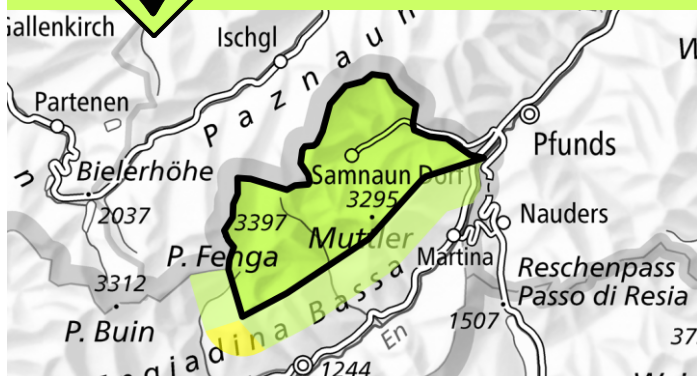 Gallenkirch
Ischgl
Paznaun
Partenen
Pfunds
Bielerhöhe
Samnaun Dorf
3295
2037
3397
Muttler
Nauders
P. Fenga
Martina
Reschenpass
Passo di Resia
3312
P. Buin
1507
En
Engiadina Bassa
1244